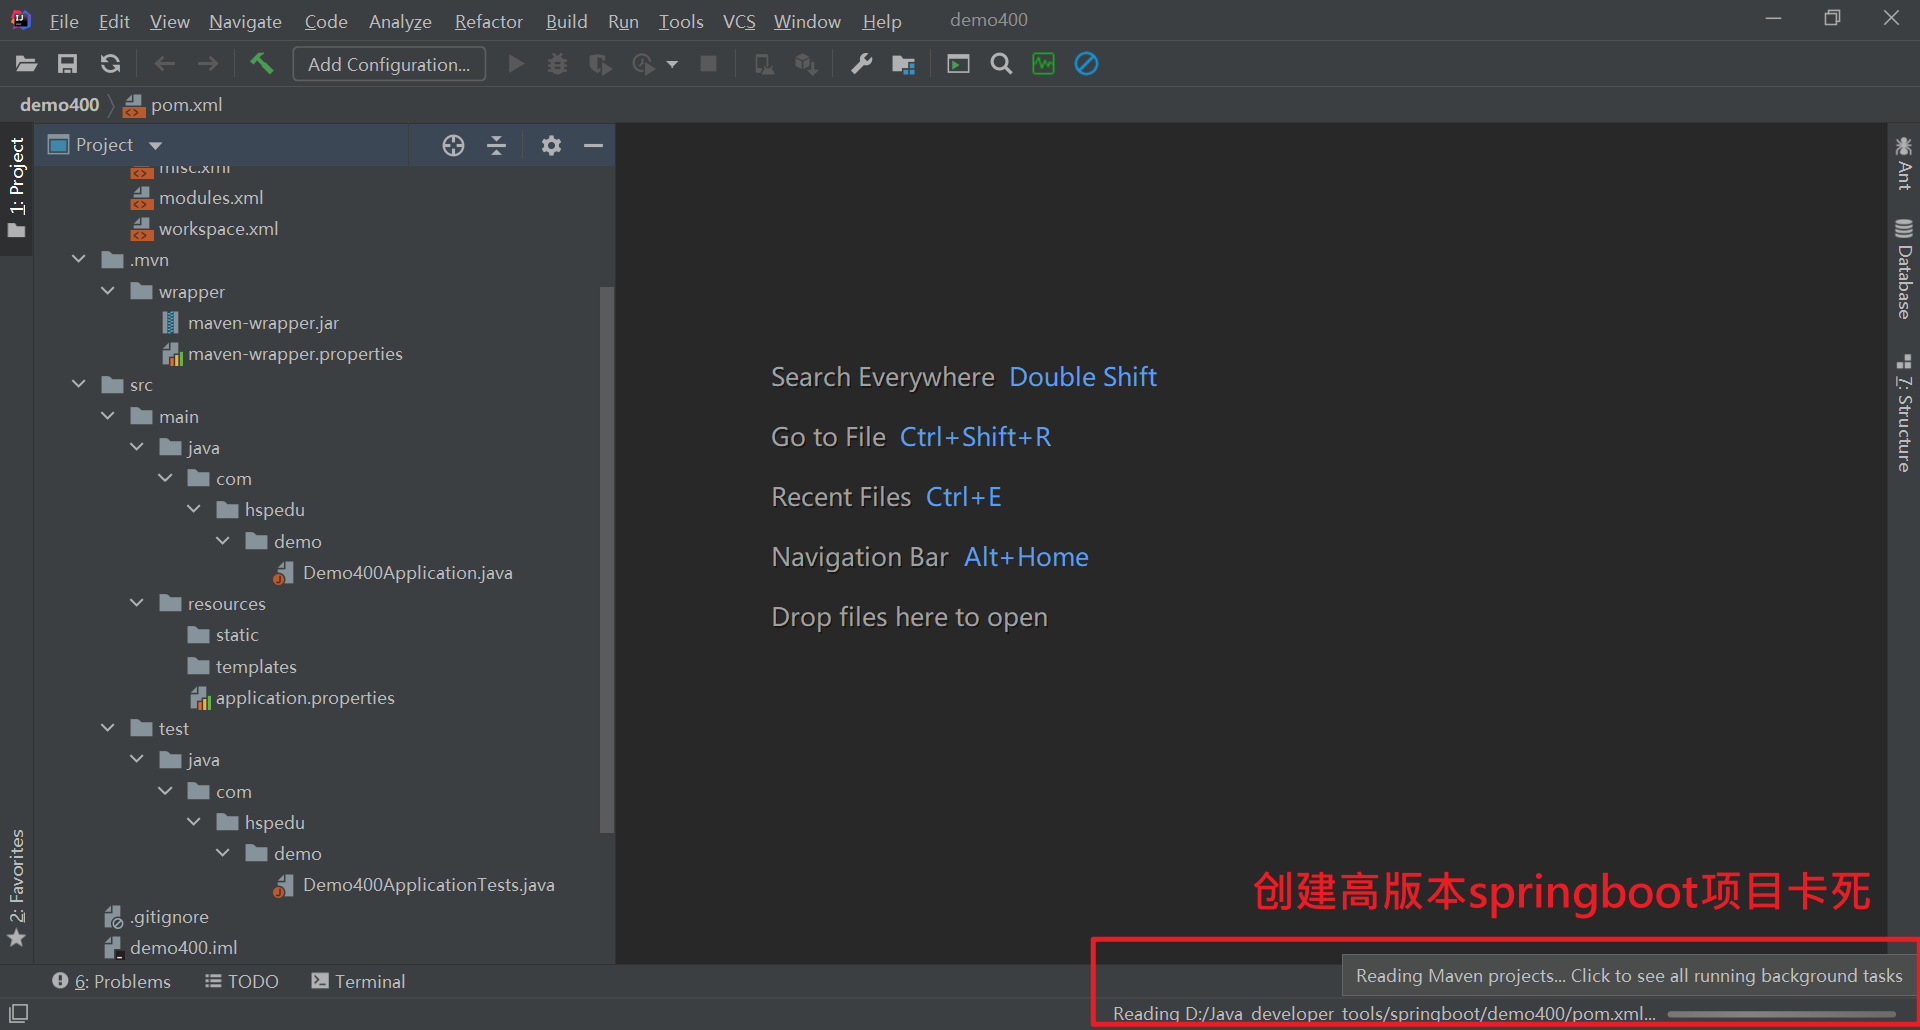 File Edit View Navigate Code Analyze Refactor Build Run Tools VCS Window Help demo400
Add Configuration...
demo400 pom.xml
1: Project
Project
misc.xml
modules.xml
workspace.xml
.mvn
wrapper
maven-wrapper.jar
maven-wrapper.properties
src
main
java
com
hspedu
demo
Demo400Application.java
resources
static
templates
application.properties
test
java
com
hspedu
demo
Demo400ApplicationTests.java
.gitignore
demo400.iml
2: Favorites
Search Everywhere Double Shift
Go to File Ctrl+Shift+R
Recent Files Ctrl+E
Navigation Bar Alt+Home
Drop files here to open
Ant
Database
7: Structure
创建高版本springboot项目卡死
6: Problems TODO Terminal
Reading Maven projects... Click to see all running background tasks
Reading D:/Java_developer_tools/springboot/demo400/pom.xml...